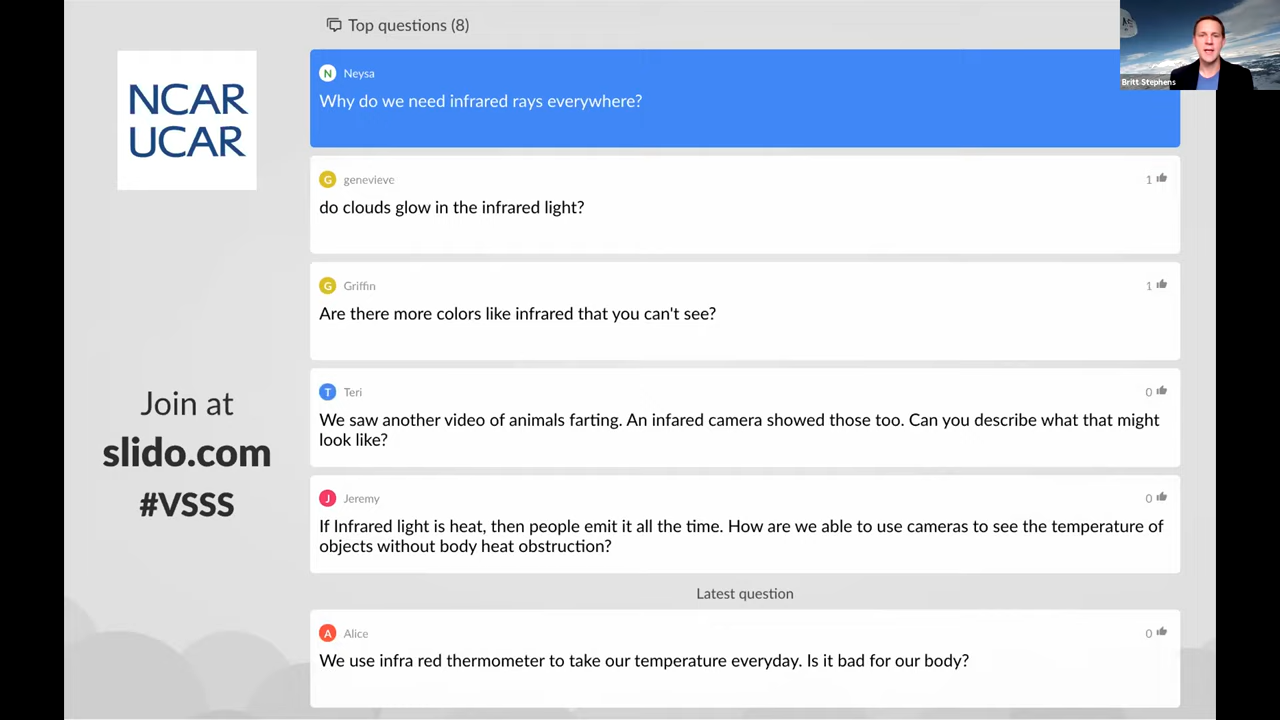 Top questions (8)
NCAR
UCAR
N Neysa
Why do we need infrared rays everywhere?
G genevieve 1
do clouds glow in the infrared light?
G Griffin 1
Are there more colors like infrared that you can't see?
T Teri 0
We saw another video of animals farting. An infared camera showed those too. Can you describe what that might
look like?
J Jeremy 0
If Infrared light is heat, then people emit it all the time. How are we able to use cameras to see the temperature of
objects without body heat obstruction?
Latest question
A Alice 0
We use infra red thermometer to take our temperature everyday. Is it bad for our body?
Join at
slido.com
#VSSS
Britt Stephens